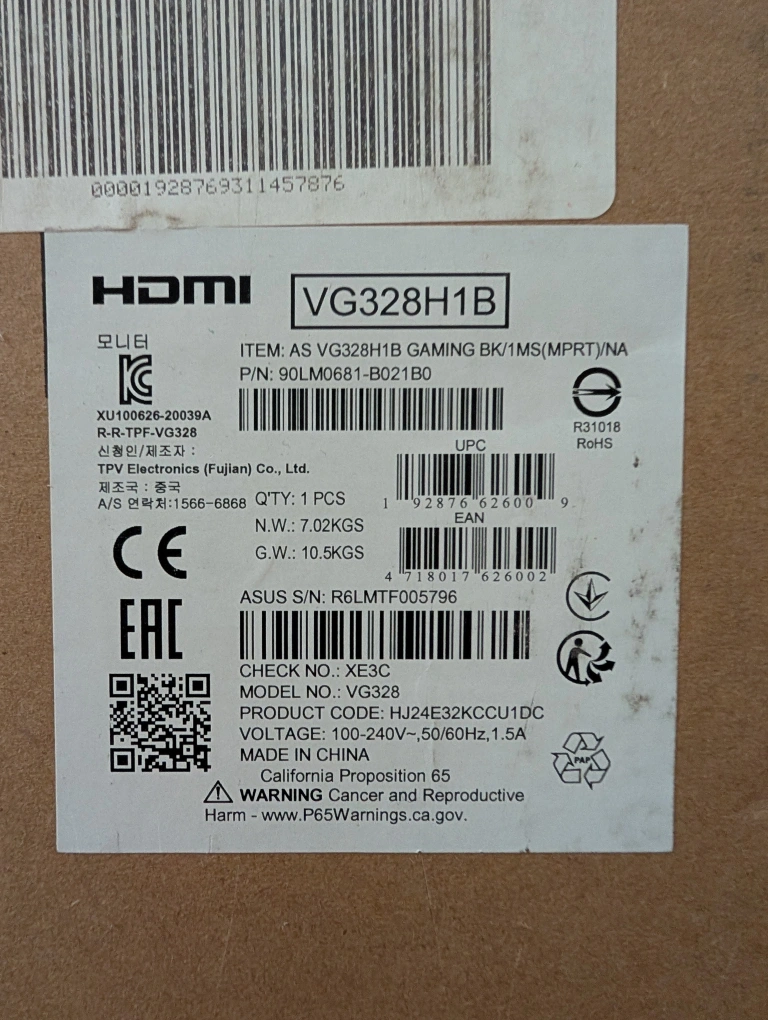 00001928769311457876
HDMI
VG328H1B
모니터
ITEM: AS VG328H1B GAMING BK/1MS(MPRT)/NA
P/N: 90LM0681-B021B0
XU100626-20039A
R-R-TPF-VG328
R31018
RoHS
신청인/제조자 :
TPV Electronics (Fujian) Co., Ltd.
제조국 : 중국
A/S 연락처:1566-6868
UPC
1 92876 62600 9
Q'TY: 1 PCS
N.W.: 7.02KGS
G.W.: 10.5KGS
EAN
4 718017 626002
CE
EAC
ASUS S/N: R6LMTF005796
CHECK NO.: XE3C
MODEL NO.: VG328
PRODUCT CODE: HJ24E32KCCU1DC
VOLTAGE: 100-240V~,50/60Hz,1.5A
MADE IN CHINA
PAP
California Proposition 65
WARNING Cancer and Reproductive
Harm - www.P65Warnings.ca.gov.